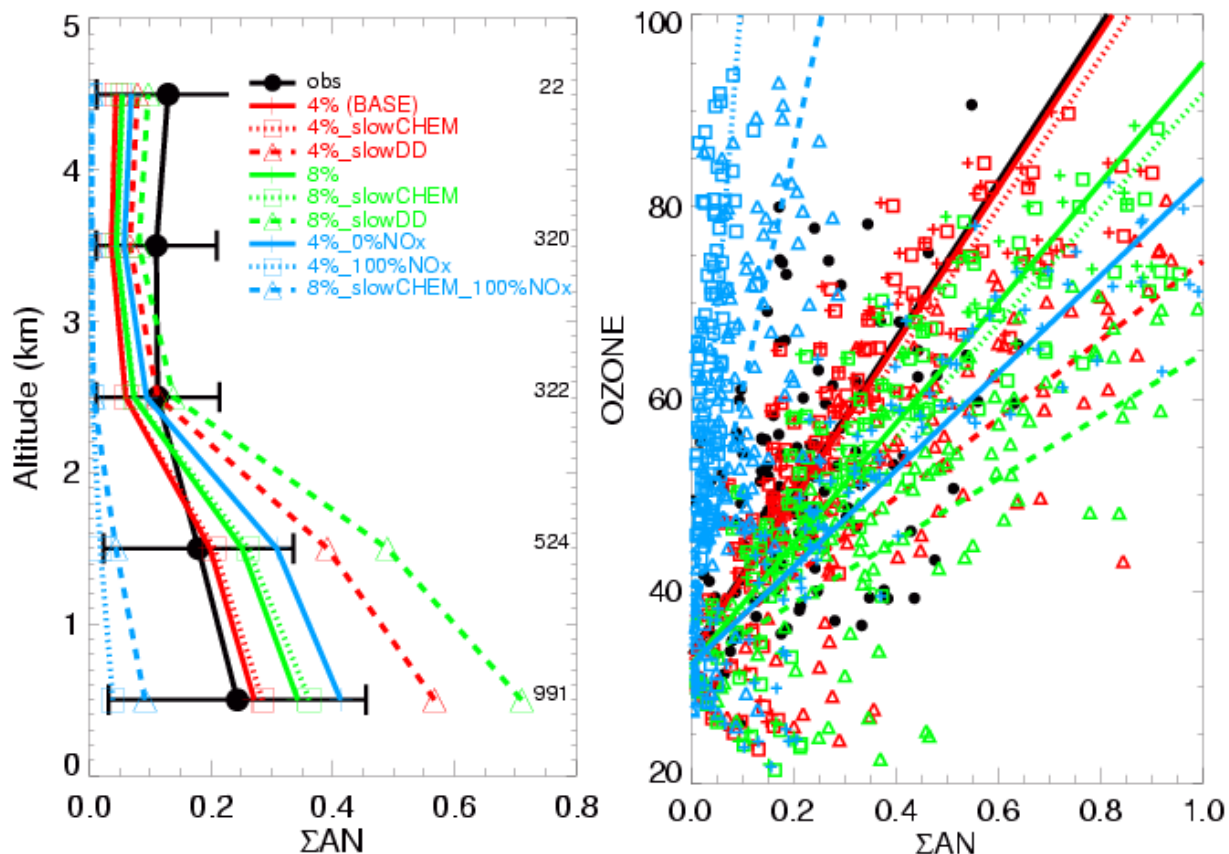 5
4
3
2
1
0
Altitude (km)
0.0 0.2 0.4 0.6 0.8
ΣAN
obs
4% (BASE)
4%_slowCHEM
4%_slowDD
8%
8%_slowCHEM
8%_slowDD
4%_0%NOx
4%_100%NOx
8%_slowCHEM_100%NOx
22
320
322
524
991
100
80
60
40
20
OZONE
0.0 0.2 0.4 0.6 0.8 1.0
ΣAN